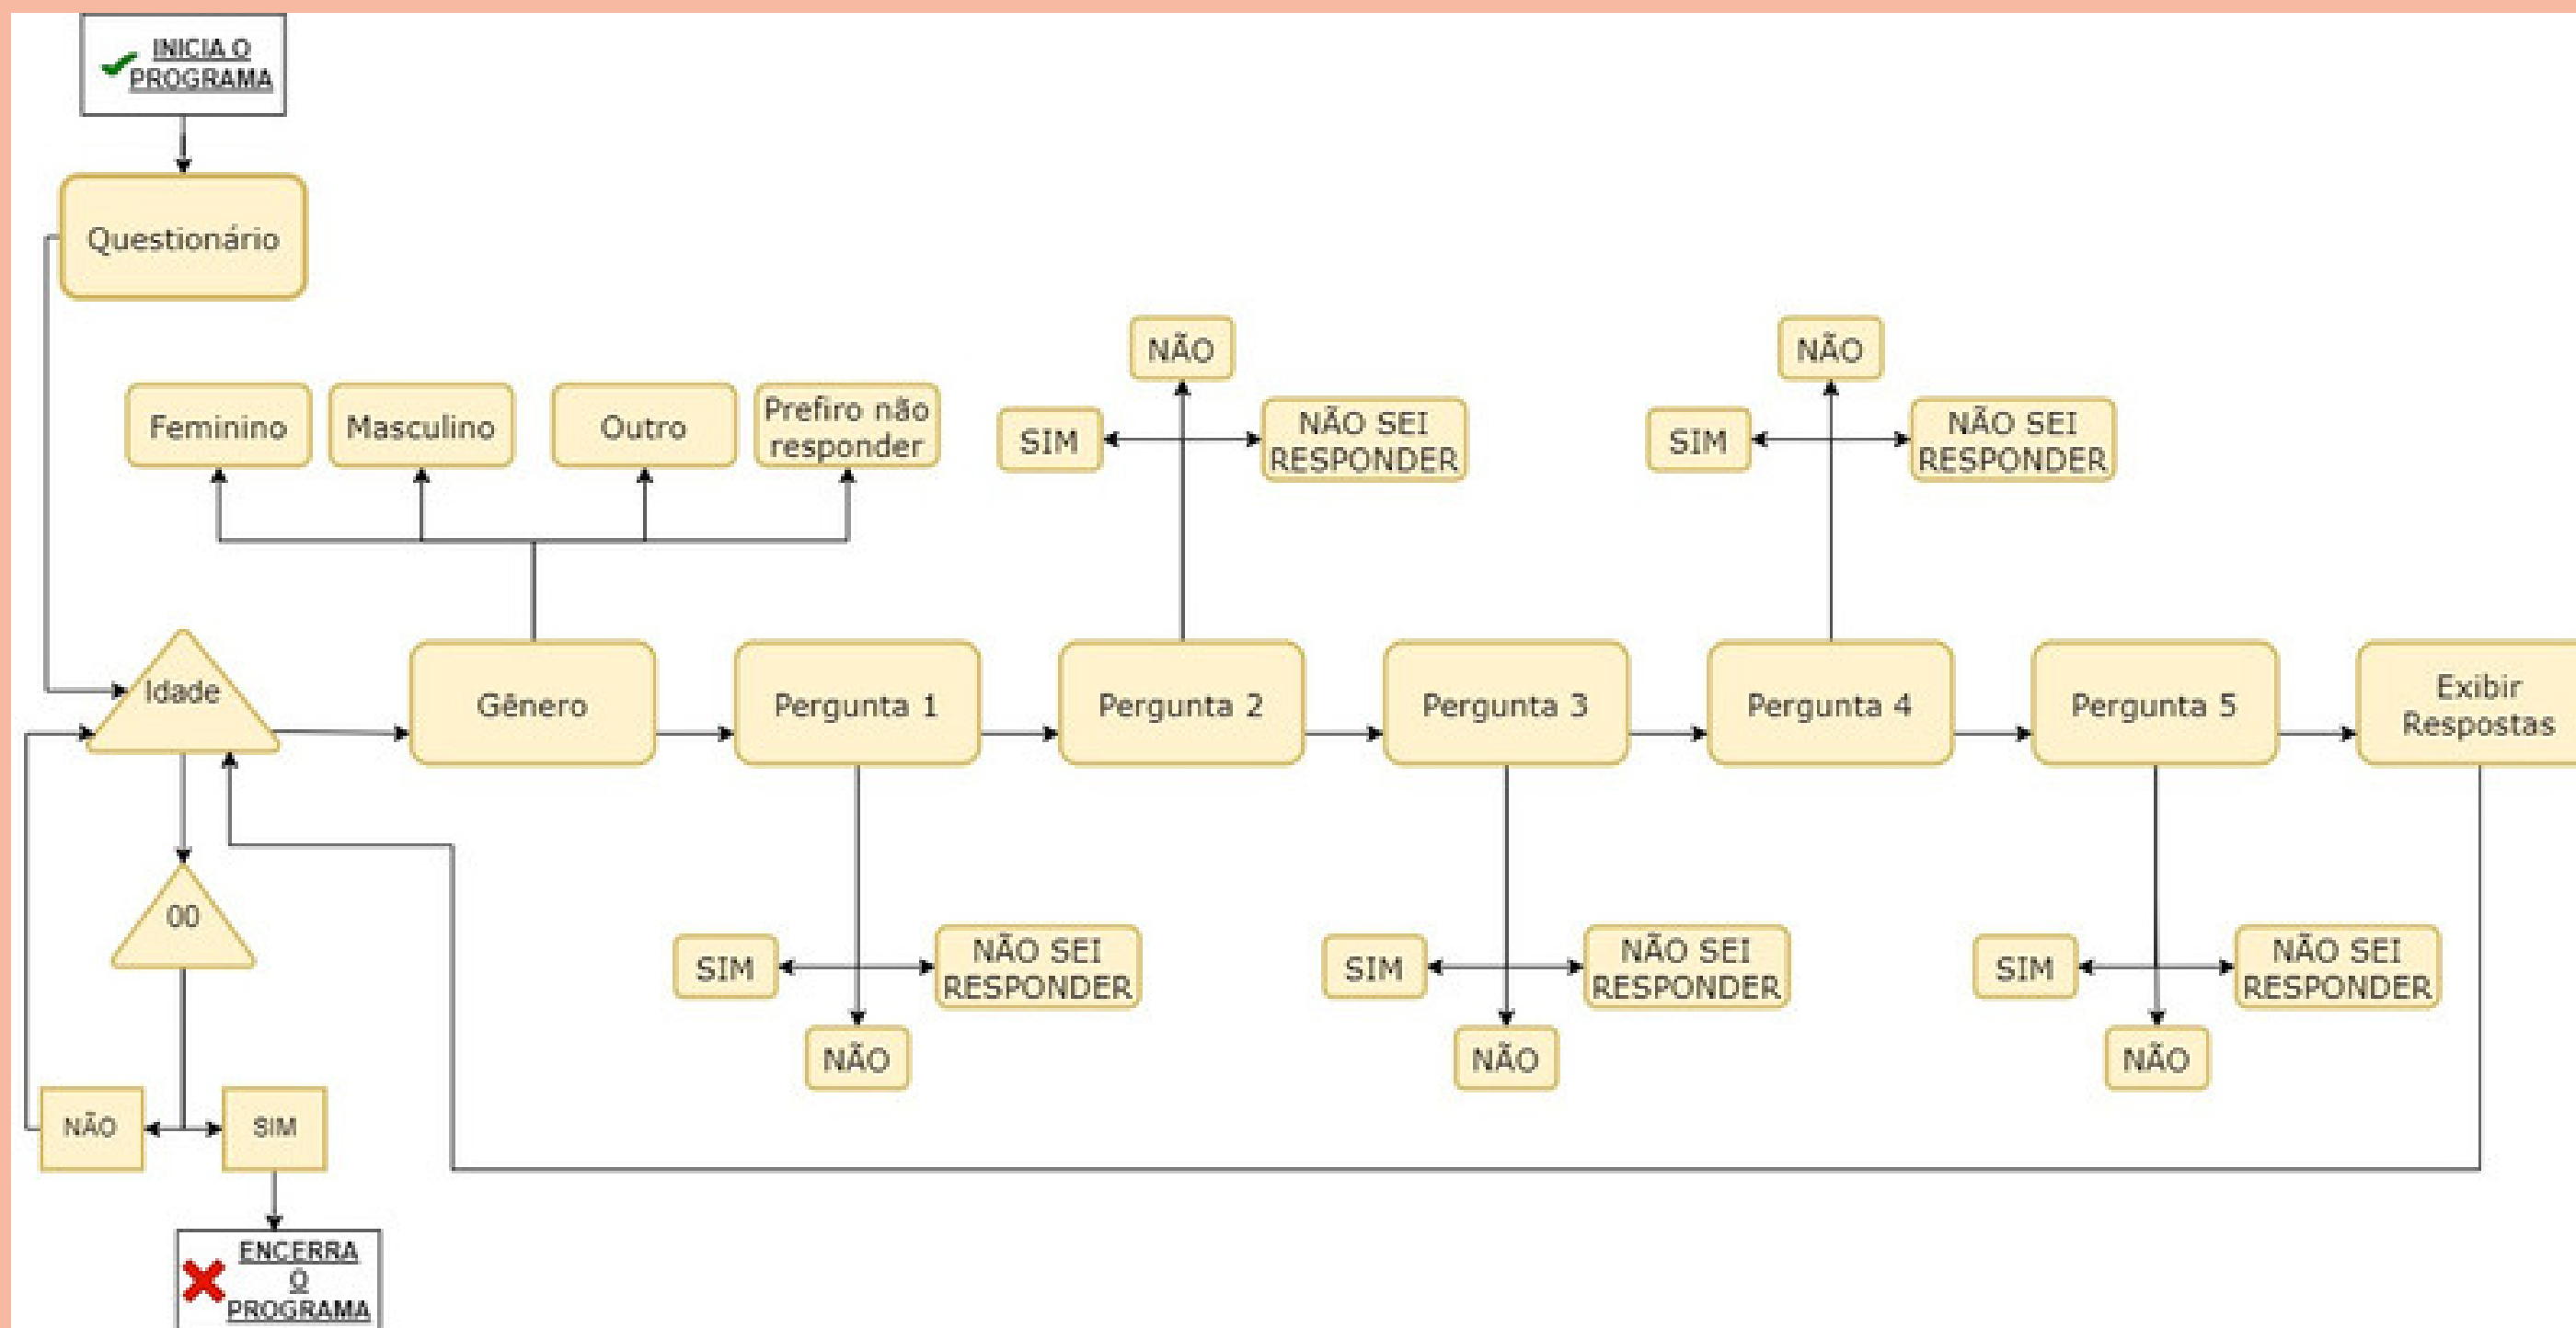 INICIA O
PROGRAMA
Questionário
Feminino
Masculino
Outro
Prefiro não
responder
NÃO
SIM
NÃO SEI
RESPONDER
NÃO
SIM
NÃO SEI
RESPONDER
Idade
Gênero
Pergunta 1
Pergunta 2
Pergunta 3
Pergunta 4
Pergunta 5
Exibir
Respostas
00
SIM
NÃO SEI
RESPONDER
NÃO
SIM
NÃO SEI
RESPONDER
NÃO
SIM
NÃO SEI
RESPONDER
NÃO
NÃO
SIM
ENCERRA
O
PROGRAMA